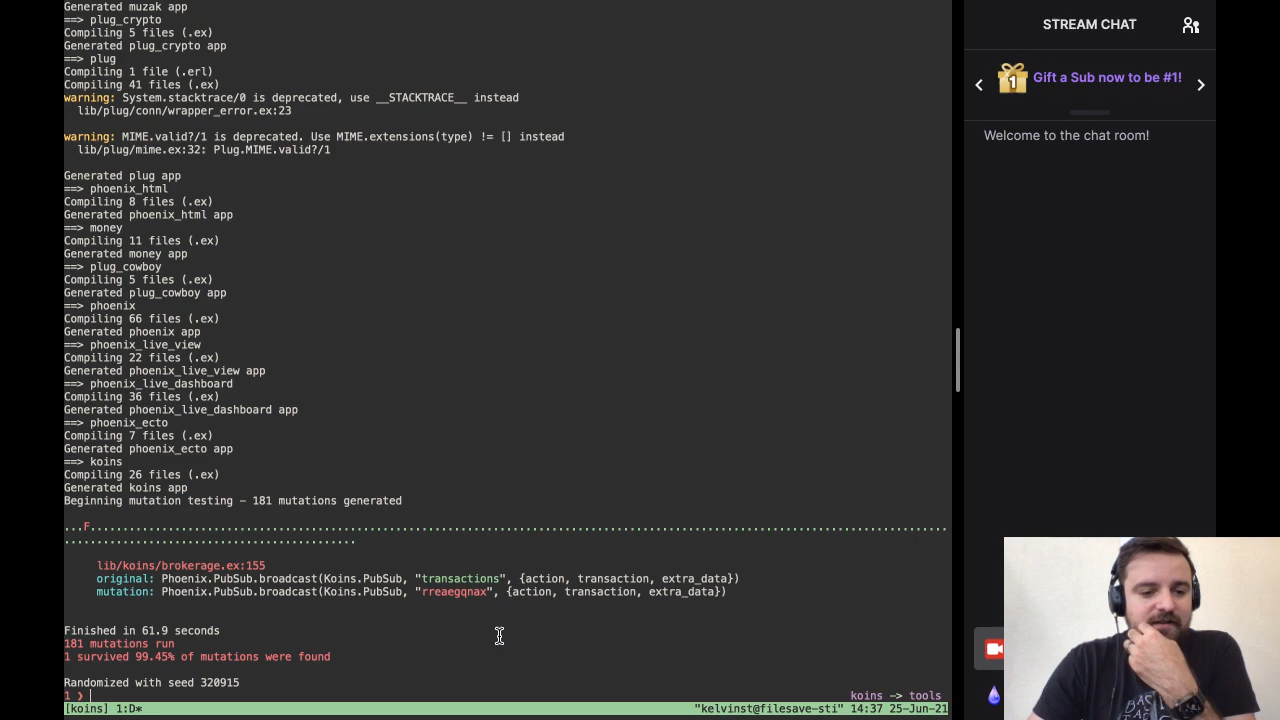 Generated muzak app
==> plug_crypto
Compiling 5 files (.ex)
Generated plug_crypto app
==> plug
Compiling 1 file (.erl)
Compiling 41 files (.ex)
warning: System.stacktrace/0 is deprecated, use __STACKTRACE__ instead
  lib/plug/conn/wrapper_error.ex:23
warning: MIME.valid?/1 is deprecated. Use MIME.extensions(type) != [] instead
  lib/plug/mime.ex:32: Plug.MIME.valid?/1
Generated plug app
==> phoenix_html
Compiling 8 files (.ex)
Generated phoenix_html app
==> money
Compiling 11 files (.ex)
Generated money app
==> plug_cowboy
Compiling 5 files (.ex)
Generated plug_cowboy app
==> phoenix
Compiling 66 files (.ex)
Generated phoenix app
==> phoenix_live_view
Compiling 22 files (.ex)
Generated phoenix_live_view app
==> phoenix_live_dashboard
Compiling 36 files (.ex)
Generated phoenix_live_dashboard app
==> phoenix_ecto
Compiling 7 files (.ex)
Generated phoenix_ecto app
==> koins
Compiling 26 files (.ex)
Generated koins app
Beginning mutation testing - 181 mutations generated
...F.................................................................................................................................
.............................................
lib/koins/brokerage.ex:155
original: Phoenix.PubSub.broadcast(Koins.PubSub, "transactions", {action, transaction, extra_data})
mutation: Phoenix.PubSub.broadcast(Koins.PubSub, "rreaegqnax", {action, transaction, extra_data})
Finished in 61.9 seconds
181 mutations run
1 survived 99.45% of mutations were found
Randomized with seed 320915
1 ❯ koins -> tools
[koins] 1:D* "kelvinst@filesave-sti" 14:37 25-Jun-21
STREAM CHAT
1 Gift a Sub now to be #1!
Welcome to the chat room!